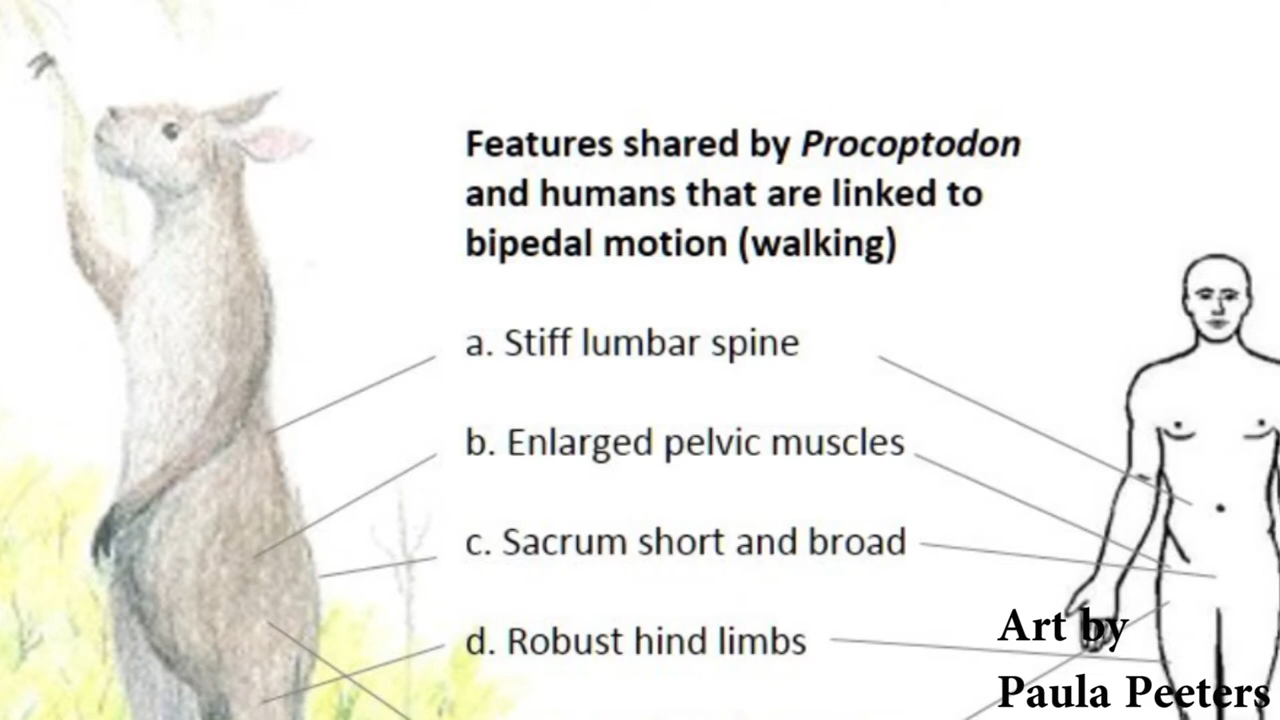 Features shared by Procoptodon
and humans that are linked to
bipedal motion (walking)
a. Stiff lumbar spine
b. Enlarged pelvic muscles
c. Sacrum short and broad
d. Robust hind limbs
Art by
Paula Peeters